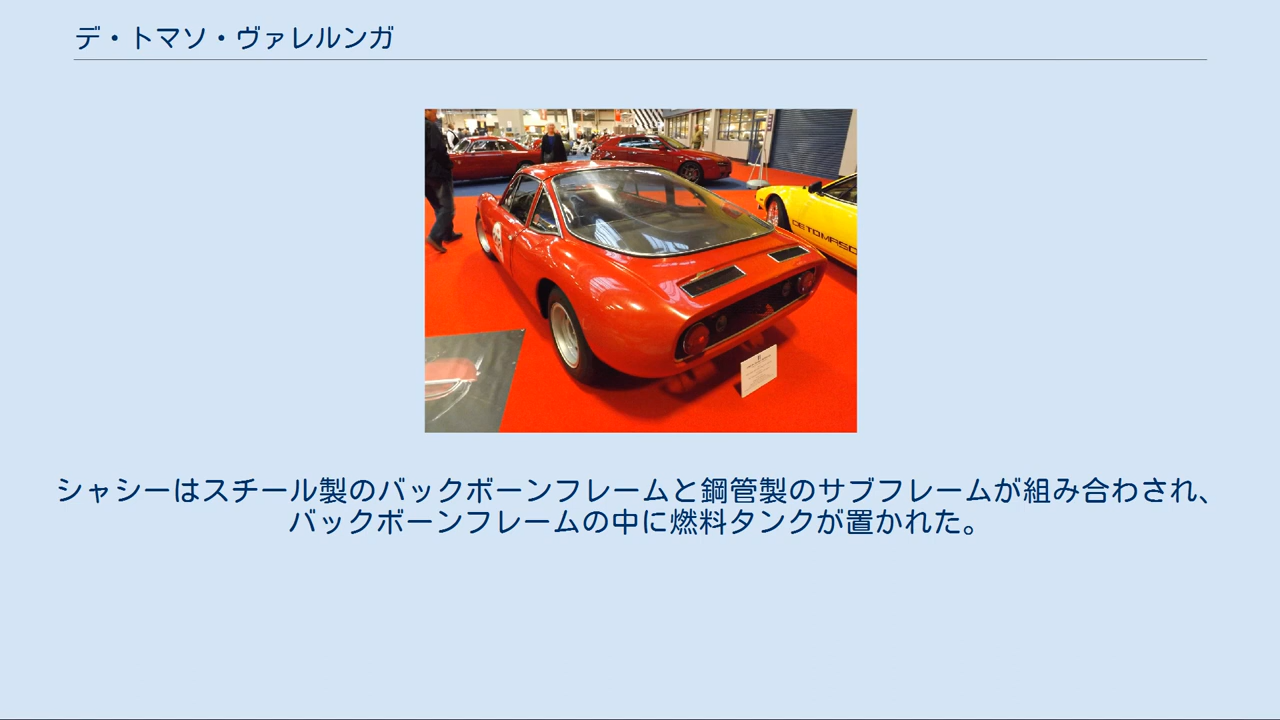 デ・トマソ・ヴァレルンガ
DE TOMASO
シャシーはスチール製のバックボーンフレームと鋼管製のサブフレームが組み合わされ、
バックボーンフレームの中に燃料タンクが置かれた。